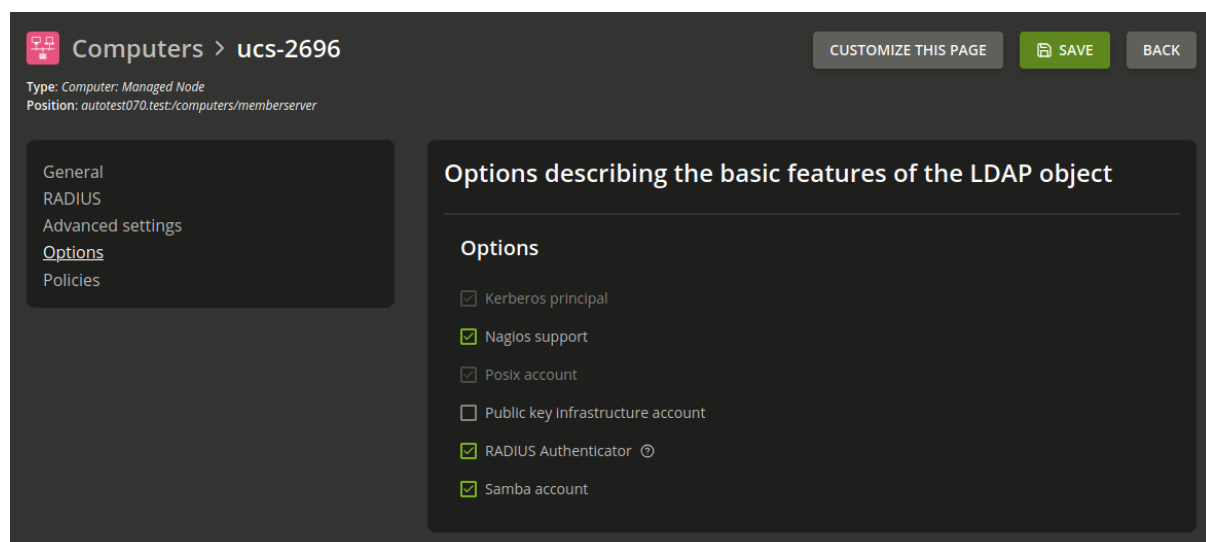 Computers > ucs-2696
CUSTOMIZE THIS PAGE
SAVE
BACK
Type: Computer: Managed Node
Position: autotest070.test:/computers/memberserver
General
RADIUS
Advanced settings
Options
Policies
Options describing the basic features of the LDAP object
Options
Kerberos principal
Nagios support
Posix account
Public key infrastructure account
RADIUS Authenticator ?
Samba account